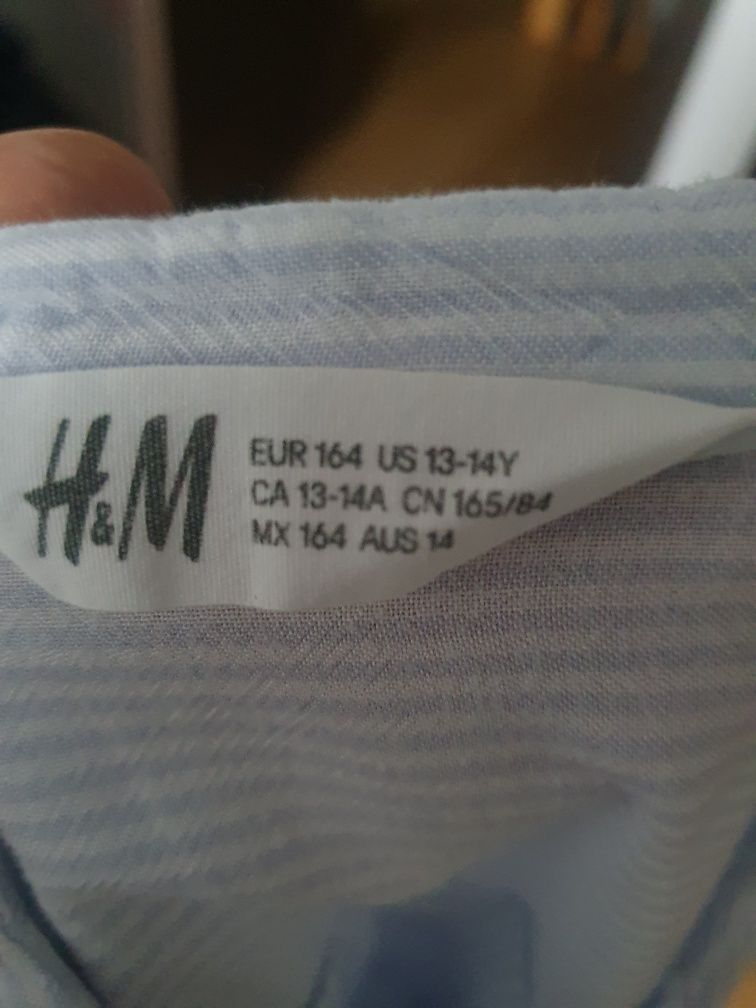 H&M
EUR 164 US 13-14Y
CA 13-14A CN 165/84
MX 164 AUS 14